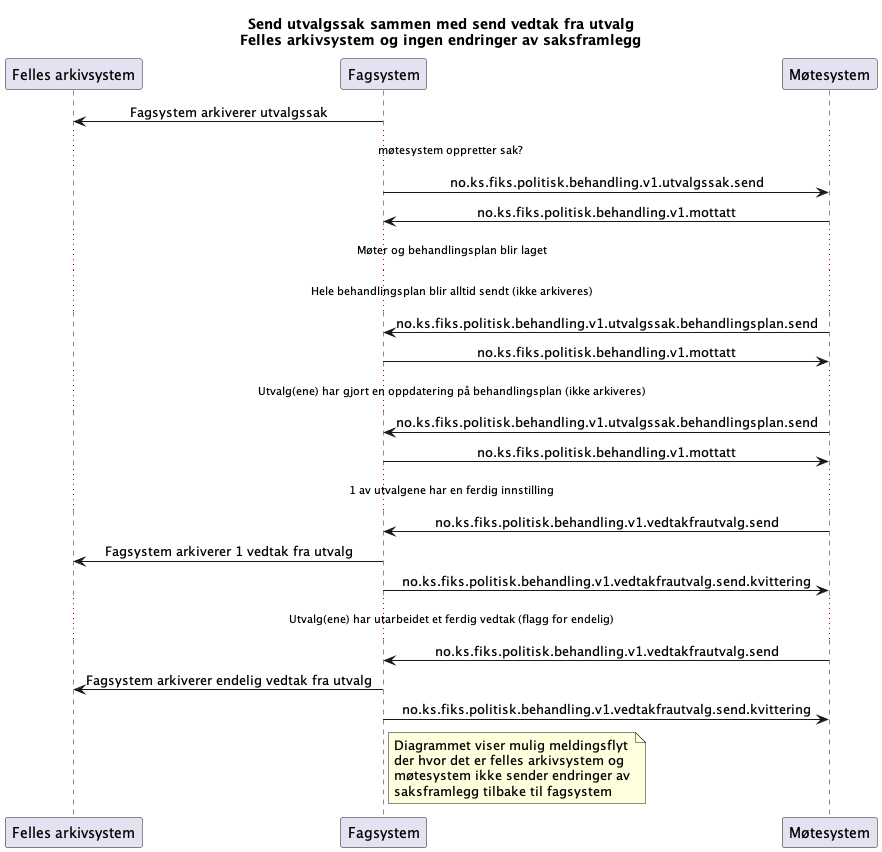 Send utvalgssak sammen med send vedtak fra utvalg
Felles arkivsystem og ingen endringer av saksframlegg
Felles arkivsystem
Fagsystem
Møtesystem
Fagsystem arkiverer utvalgssak
møtesystem oppretter sak?
no.ks.fiks.politisk.behandling.v1.utvalgssak.send
no.ks.fiks.politisk.behandling.v1.mottatt
Møter og behandlingsplan blir laget
Hele behandlingsplan blir alltid sendt (ikke arkiveres)
no.ks.fiks.politisk.behandling.v1.utvalgssak.behandlingsplan.send
no.ks.fiks.politisk.behandling.v1.mottatt
Utvalg(ene) har gjort en oppdatering på behandlingsplan (ikke arkiveres)
no.ks.fiks.politisk.behandling.v1.utvalgssak.behandlingsplan.send
no.ks.fiks.politisk.behandling.v1.mottatt
1 av utvalgene har en ferdig innstilling
no.ks.fiks.politisk.behandling.v1.vedtakfrautvalg.send
Fagsystem arkiverer 1 vedtak fra utvalg
no.ks.fiks.politisk.behandling.v1.vedtakfrautvalg.send.kvittering
Utvalg(ene) har utarbeidet et ferdig vedtak (flagg for endelig)
no.ks.fiks.politisk.behandling.v1.vedtakfrautvalg.send
Fagsystem arkiverer endelig vedtak fra utvalg
no.ks.fiks.politisk.behandling.v1.vedtakfrautvalg.send.kvittering
Diagrammet viser mulig meldingsflyt
der hvor det er felles arkivsystem og
møtesystem ikke sender endringer av
saksframlegg tilbake til fagsystem
Felles arkivsystem
Fagsystem
Møtesystem